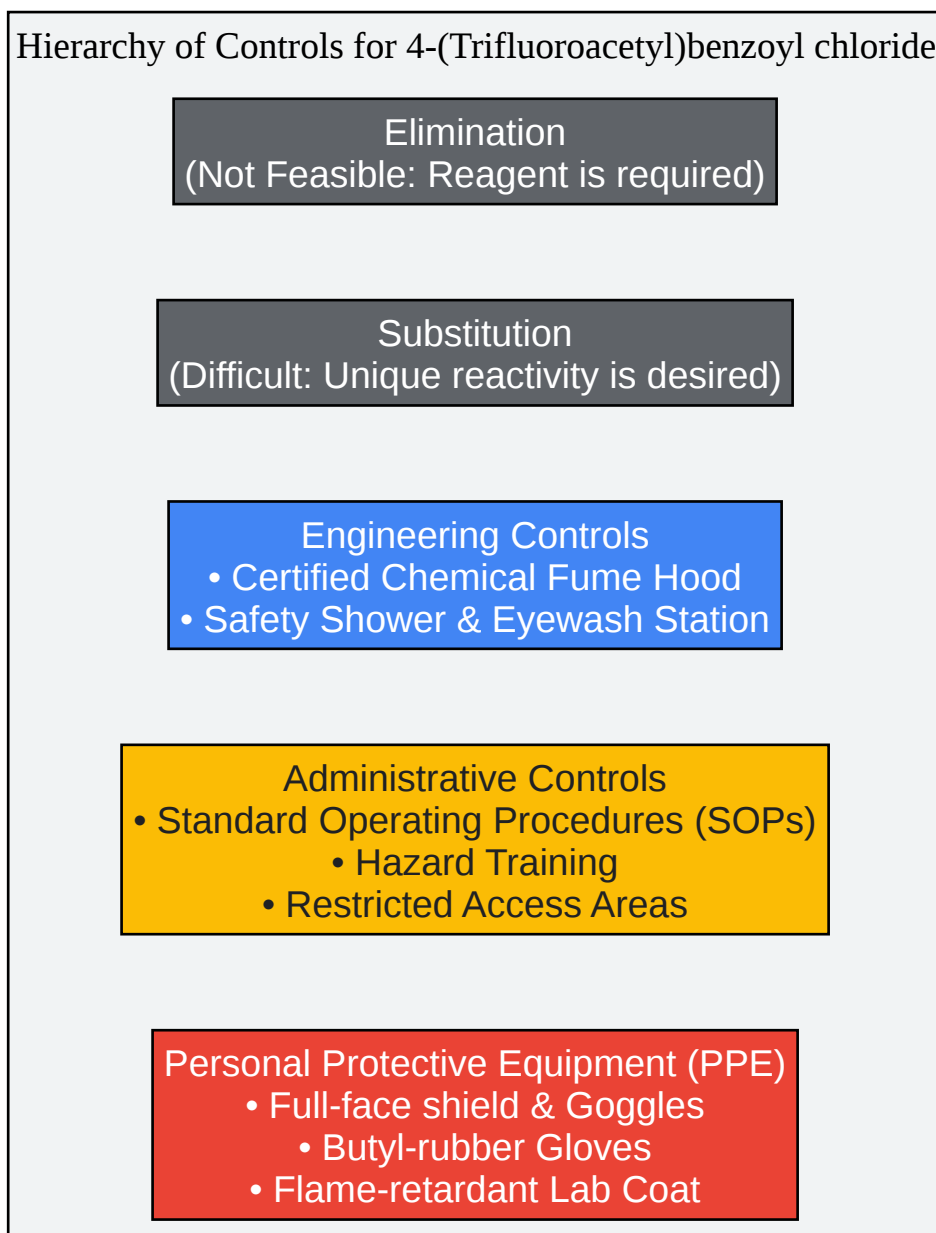 Hierarchy of Controls for 4-(Trifluoroacetyl)benzoyl chloride
Elimination
(Not Feasible: Reagent is required)
Substitution
(Difficult: Unique reactivity is desired)
Engineering Controls
• Certified Chemical Fume Hood
• Safety Shower & Eyewash Station
Administrative Controls
• Standard Operating Procedures (SOPs)
• Hazard Training
• Restricted Access Areas
Personal Protective Equipment (PPE)
• Full-face shield & Goggles
• Butyl-rubber Gloves
• Flame-retardant Lab Coat